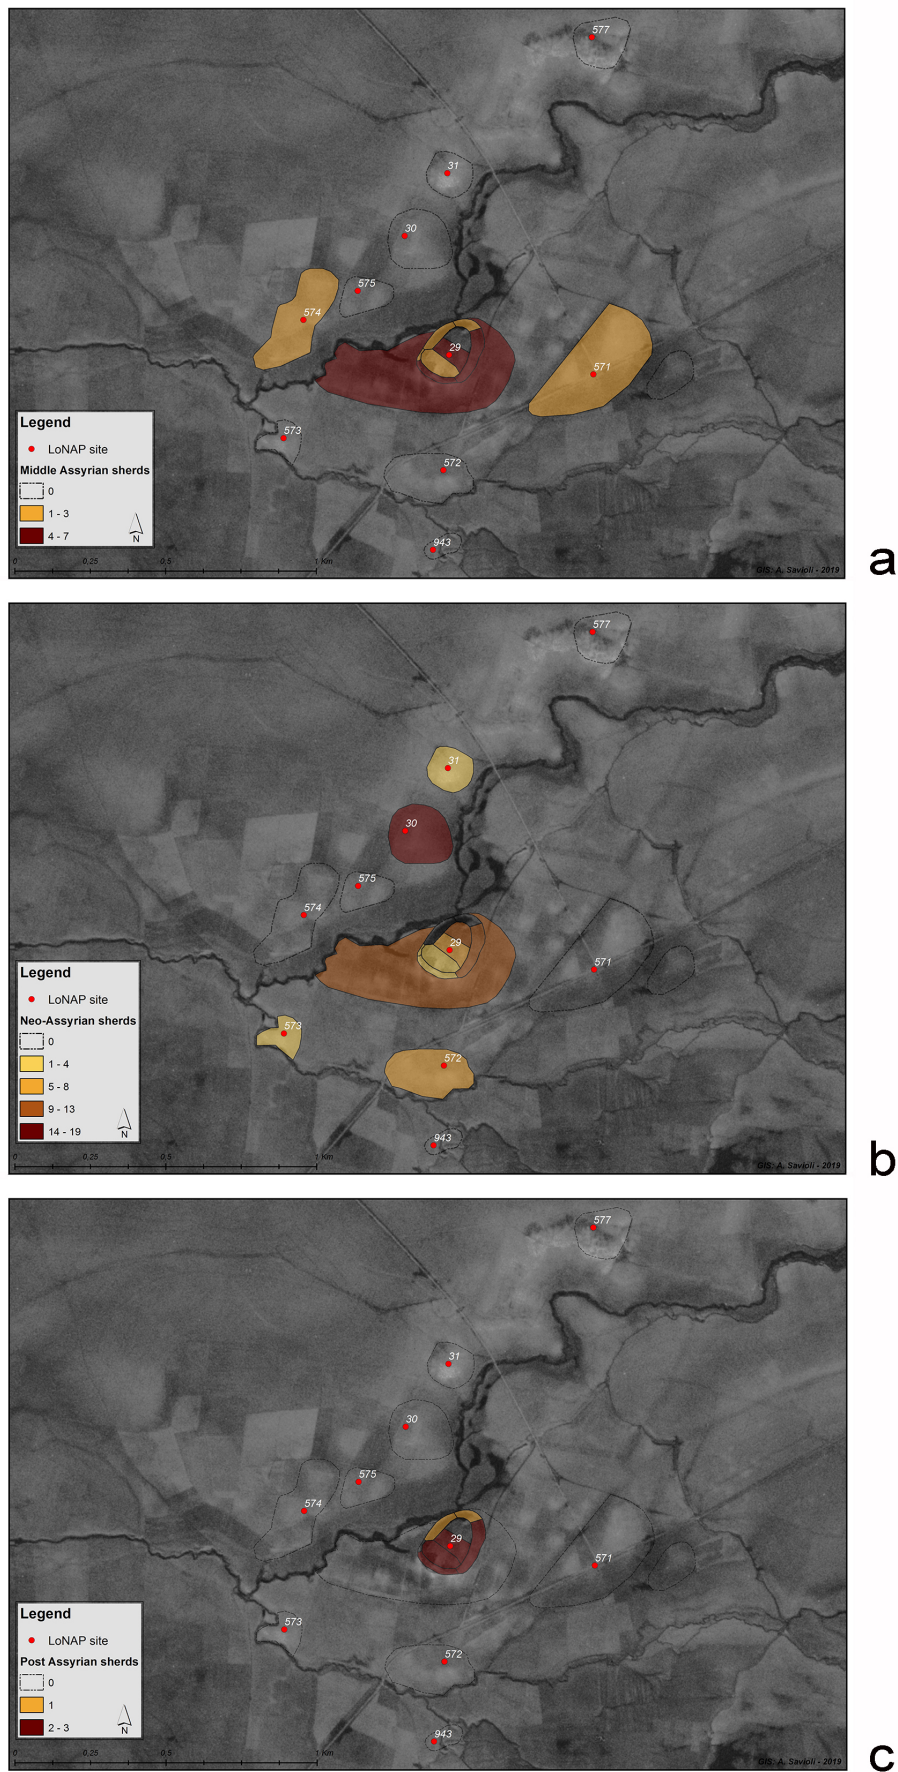 577
31
30
575
574
29
571
573
572
943
Legend
LoNAP site
Middle Assyrian sherds
0
1 - 3
4 - 7
N
0 0,25 0,5 1 Km
GIS: A. Savioli - 2019
a
577
31
30
575
574
29
571
573
572
943
Legend
LoNAP site
Neo-Assyrian sherds
0
1 - 4
5 - 8
9 - 13
14 - 19
N
0 0,25 0,5 1 Km
GIS: A. Savioli - 2019
b
577
31
30
575
574
29
571
573
572
943
Legend
LoNAP site
Post Assyrian sherds
0
1
2 - 3
N
0 0,25 0,5 1 Km
GIS: A. Savioli - 2019
c